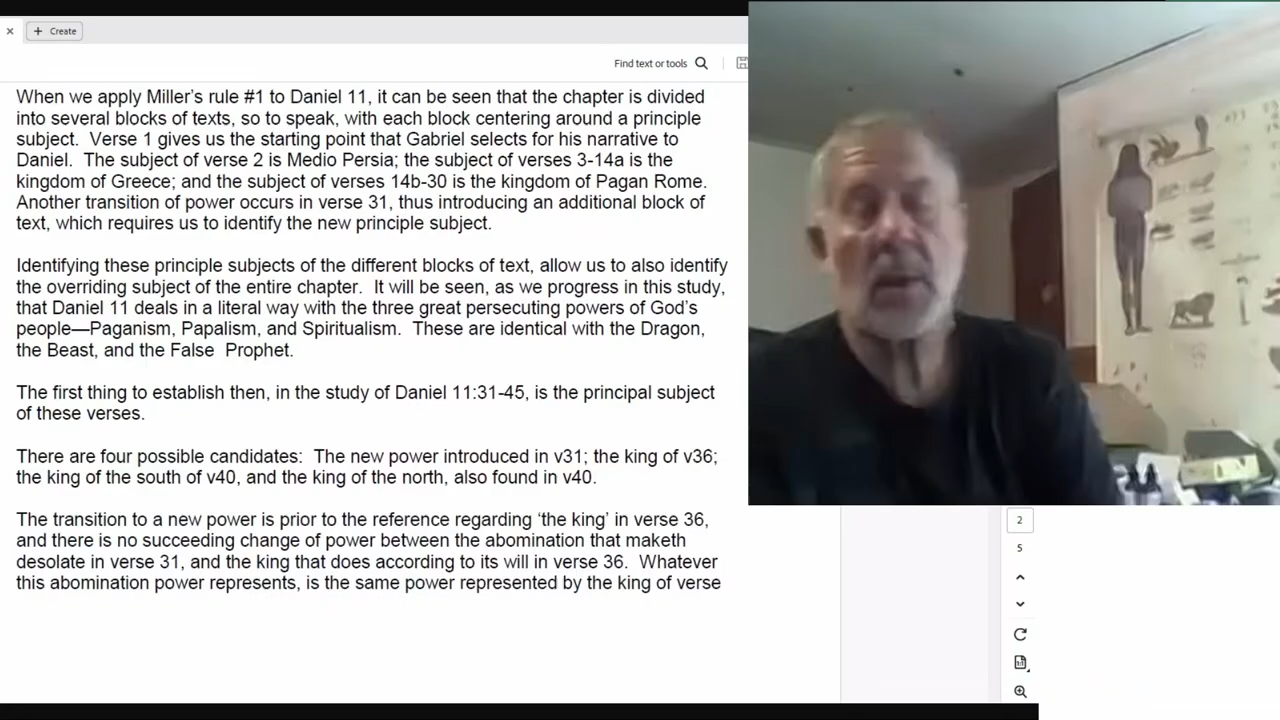 Create
Find text or tools
When we apply Miller's rule #1 to Daniel 11, it can be seen that the chapter is divided
into several blocks of texts, so to speak, with each block centering around a principle
subject. Verse 1 gives us the starting point that Gabriel selects for his narrative to
Daniel. The subject of verse 2 is Medio Persia; the subject of verses 3-14a is the
kingdom of Greece; and the subject of verses 14b-30 is the kingdom of Pagan Rome.
Another transition of power occurs in verse 31, thus introducing an additional block of
text, which requires us to identify the new principle subject.
Identifying these principle subjects of the different blocks of text, allow us to also identify
the overriding subject of the entire chapter. It will be seen, as we progress in this study,
that Daniel 11 deals in a literal way with the three great persecuting powers of God's
people—Paganism, Papalism, and Spiritualism. These are identical with the Dragon,
the Beast, and the False Prophet.
The first thing to establish then, in the study of Daniel 11:31-45, is the principal subject
of these verses.
There are four possible candidates: The new power introduced in v31; the king of v36;
the king of the south of v40, and the king of the north, also found in v40.
The transition to a new power is prior to the reference regarding 'the king' in verse 36,
and there is no succeeding change of power between the abomination that maketh
desolate in verse 31, and the king that does according to its will in verse 36. Whatever
this abomination power represents, is the same power represented by the king of verse
2
5